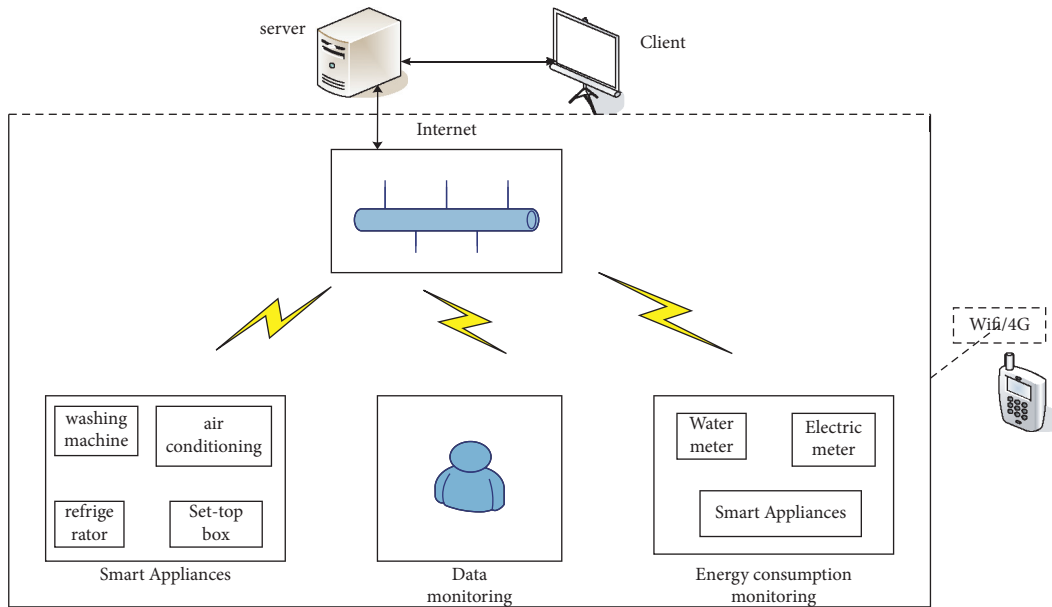 server
Client
Internet
Wifi/4G
washing
machine
air
conditioning
refrige
rator
Set-top
box
Smart Appliances
Data
monitoring
Water
meter
Electric
meter
Smart Appliances
Energy consumption
monitoring